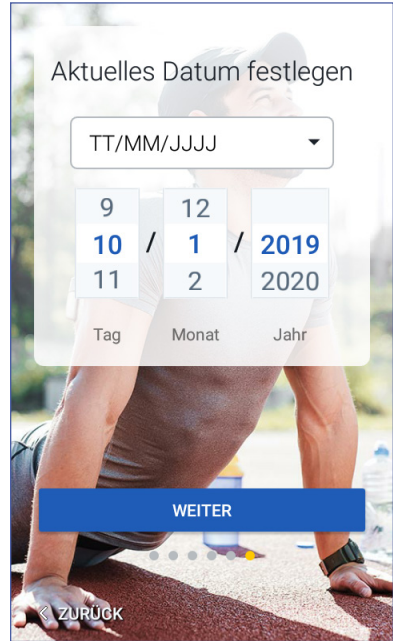 Aktuelles Datum festlegen
TT/MM/JJJJ
9 12
10 / 1 / 2019
11 2 2020
Tag Monat Jahr
WEITER
< ZURÜCK